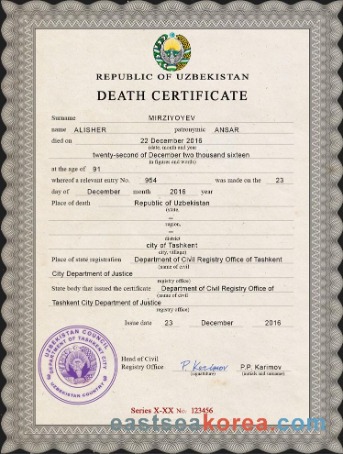 REPUBLIC OF UZBEKISTAN
DEATH CERTIFICATE
Surname MIRZIYOYEV
name ALISHER patronymic ANSAR
died on 22 December 2016
(date, month and year
twenty-second of December two thousand sixteen
in figures and words)
at the age of 91
whereof a relevant entry No. 954 was made on the 23
day of December month 2016 year
Place of death Republic of Uzbekistan
(state,
--
region,
--
district
city of Tashkent
city, village)
Place of state registration Department of Civil Registry Office of Tashkent
(name of civil
City Department of Justice
registry office)
State body that issued the certificate Department of Civil Registry Office of
(name of civil
Tashkent City Department of Justice
registry office)
Issue date 23 December 2016
UZBEKISTAN COUNCIL
DEPARTMENT OF TASHKENT CITY
UZBEKISTAN COUNTRY
Head of Civil
Registry Office P. Karimov P.P. Karimov
(signature) (initials and surname)
Series X-XX No. 123456
eastseakorea.com